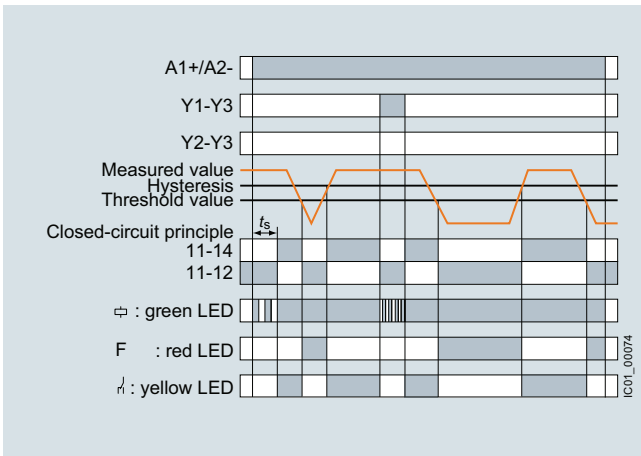 A1+/A2-
Y1-Y3
Y2-Y3
Measured value
Hysteresis
Threshold value
Closed-circuit principle
ts
11-14
11-12
: green LED
F : red LED
: yellow LED
IC01_00074